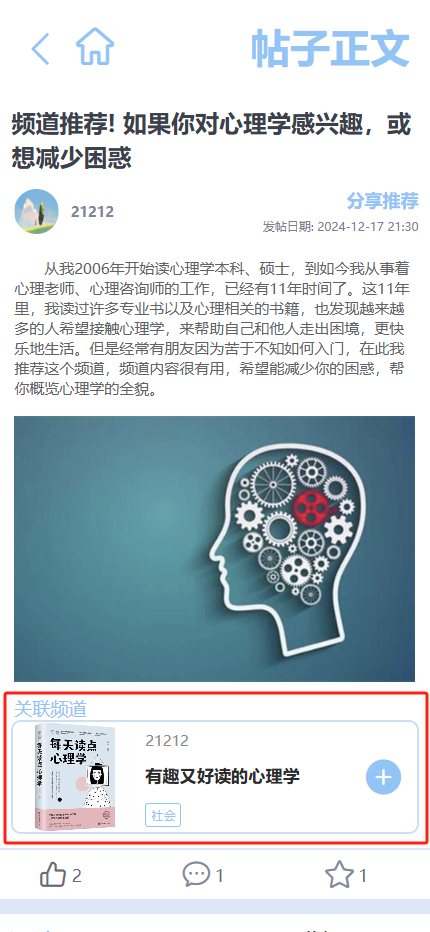 帖子正文
频道推荐! 如果你对心理学感兴趣，或
想减少困惑
21212
分享推荐
发帖日期: 2024-12-17 21:30
从我2006年开始读心理学本科、硕士，到如今我从事着
心理老师、心理咨询师的工作，已经有11年时间了。这11年
里，我读过许多专业书以及心理相关的书籍，也发现越来越
多的人希望接触心理学，来帮助自己和他人走出困境，更快
乐地生活。但是经常有朋友因为苦于不知如何入门，在此我
推荐这个频道，频道内容很有用，希望能减少你的困惑，帮
你概览心理学的全貌。
关联频道
每天读点
心理学
每天读点心理学
21212
有趣又好读的心理学
社会
2
1
1